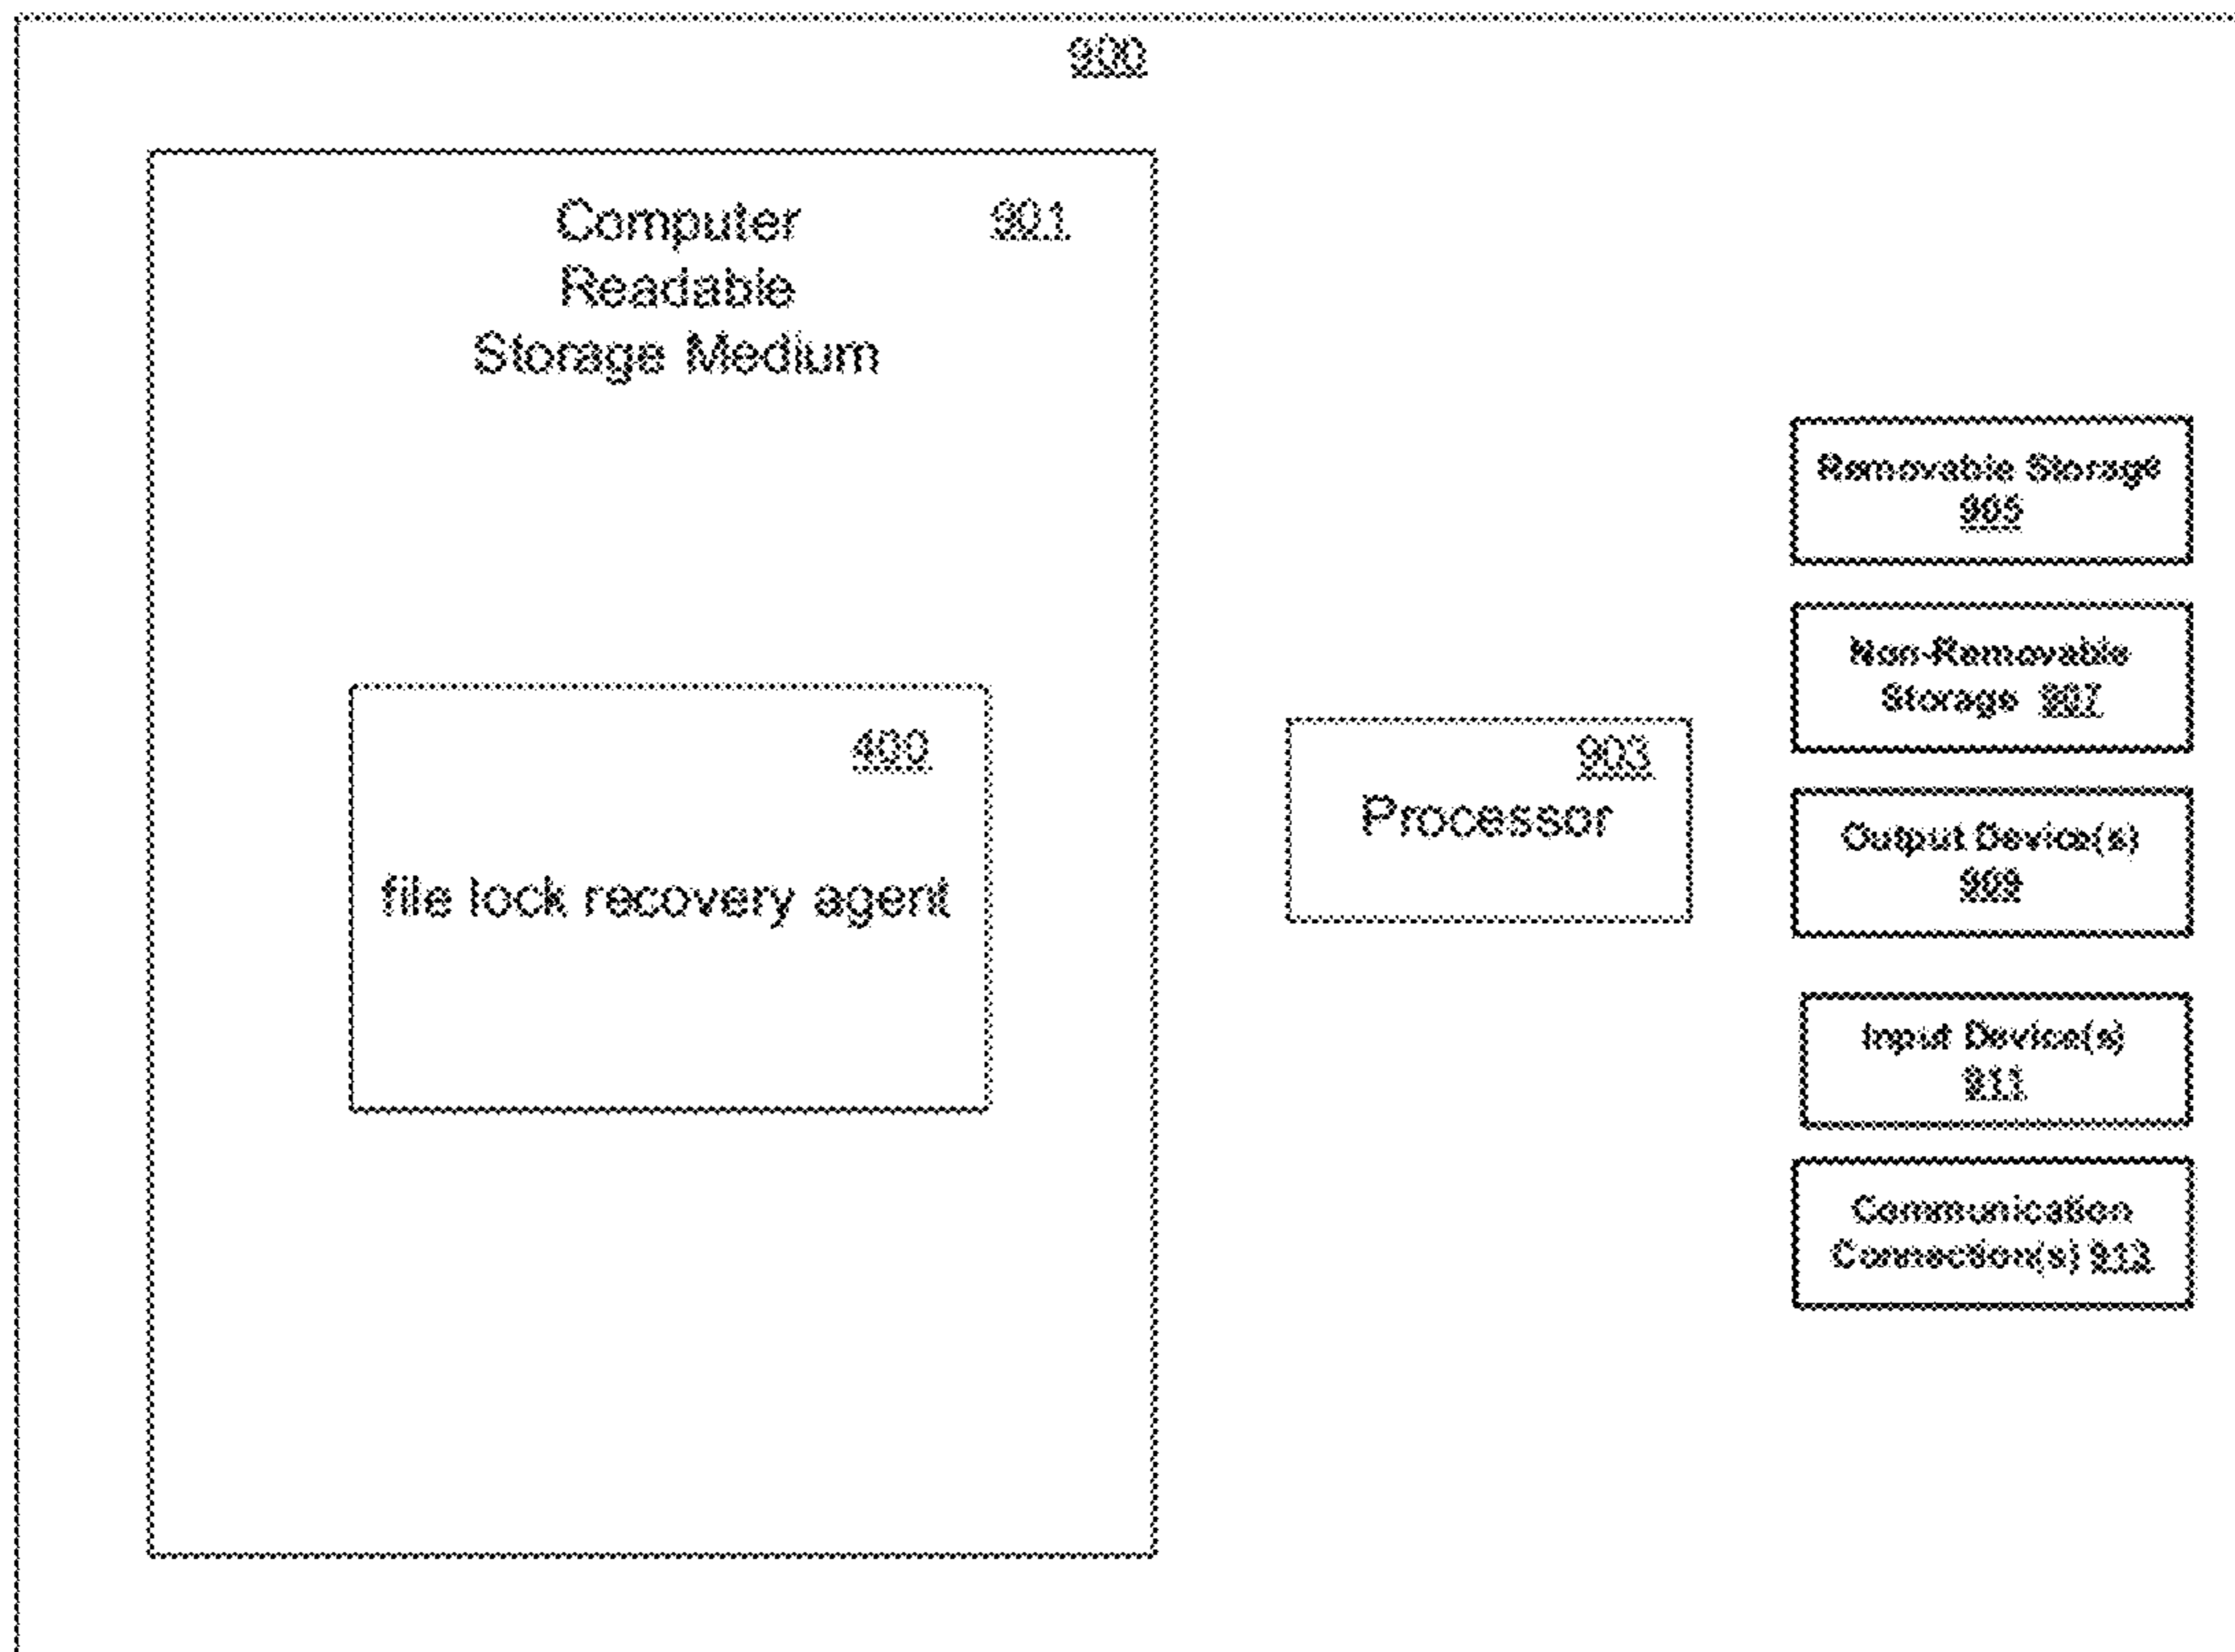 900
Computer 901
Readable
Storage Medium
400
file lock recovery agent
903
Processor
Removable Storage
905
Non-Removable
Storage 907
Output Device(s)
909
Input Device(s)
911
Communication
Connection(s) 913